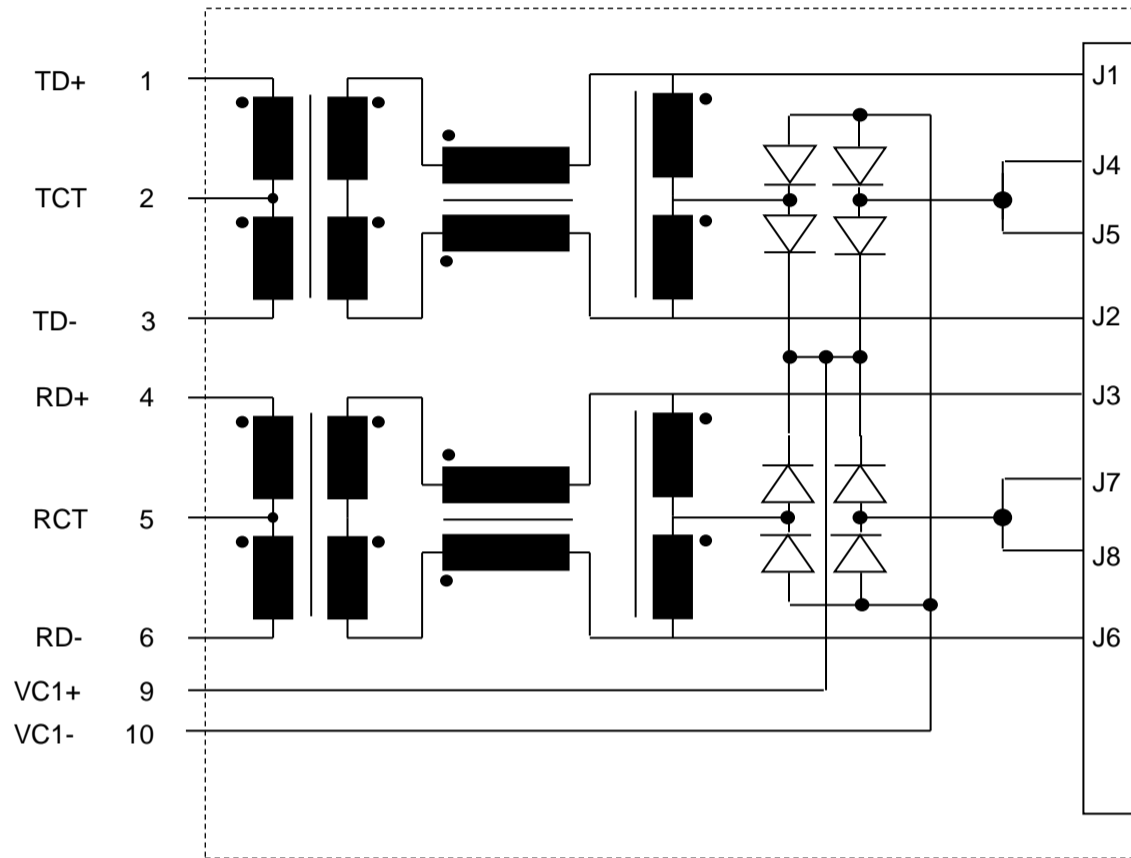 TD+ 1
J1
J4
TCT 2
J5
TD- 3
J2
RD+ 4
J3
J7
RCT 5
J8
RD- 6
J6
VC1+ 9
VC1- 10